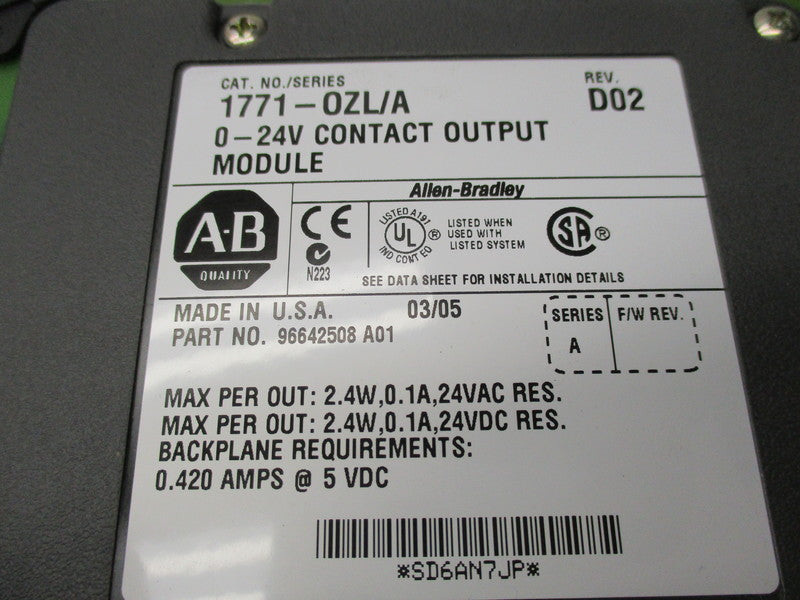 CAT. NO./SERIES
REV.
1771-OZL/A
D02
0-24V CONTACT OUTPUT
MODULE
Allen-Bradley
A-B
QUALITY
CE
N223
LISTED A191
UL
IND CONT EQ
®
LISTED WHEN
USED WITH
LISTED SYSTEM
SA ®
SEE DATA SHEET FOR INSTALLATION DETAILS
MADE IN U.S.A. 03/05
PART NO. 96642508 A01
SERIES F/W REV.
A
MAX PER OUT: 2.4W,0.1A,24VAC RES.
MAX PER OUT: 2.4W,0.1A,24VDC RES.
BACKPLANE REQUIREMENTS:
0.420 AMPS @ 5 VDC
*SD6AN7JP*